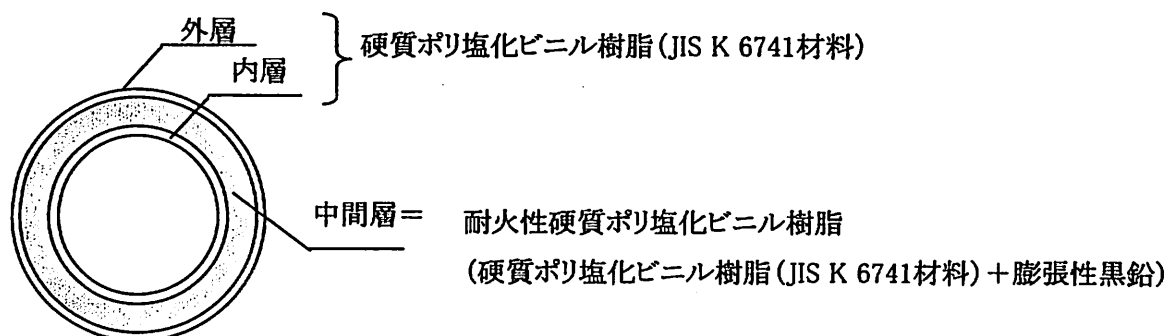 外層
硬質ポリ塩化ビニル樹脂(JIS K 6741材料)
内層
中間層＝
耐火性硬質ポリ塩化ビニル樹脂
(硬質ポリ塩化ビニル樹脂(JIS K 6741材料)＋膨張性黒鉛)